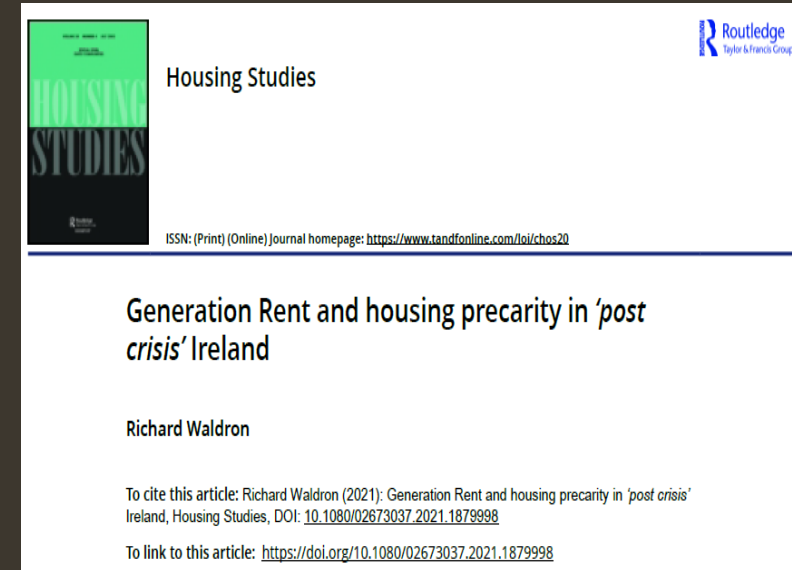 Routledge
Taylor & Francis Group
HOUSING
STUDIES
Housing Studies
ISSN: (Print) (Online) Journal homepage: https://www.tandfonline.com/loi/chos20
Generation Rent and housing precarity in ‘post
crisis’ Ireland
Richard Waldron
To cite this article: Richard Waldron (2021): Generation Rent and housing precarity in ‘post crisis’
Ireland, Housing Studies, DOI: 10.1080/02673037.2021.1879998
To link to this article: https://doi.org/10.1080/02673037.2021.1879998